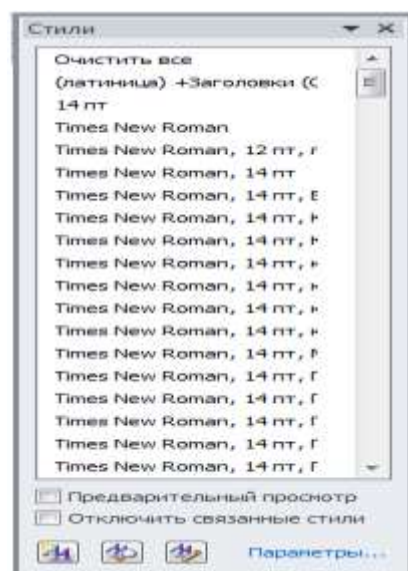 Стили
Очистить все
(латиница) +Заголовки (С
14 пт
Times New Roman
Times New Roman, 12 пт, г
Times New Roman, 14 пт
Times New Roman, 14 пт, Е
Times New Roman, 14 пт, к
Times New Roman, 14 пт, к
Times New Roman, 14 пт, к
Times New Roman, 14 пт, к
Times New Roman, 14 пт, к
Times New Roman, 14 пт, Г
Times New Roman, 14 пт, Г
Times New Roman, 14 пт, Г
Times New Roman, 14 пт, Г
Times New Roman, 14 пт, Г
Times New Roman, 14 пт, Г
Предварительный просмотр
Отключить связанные стили
Параметры...